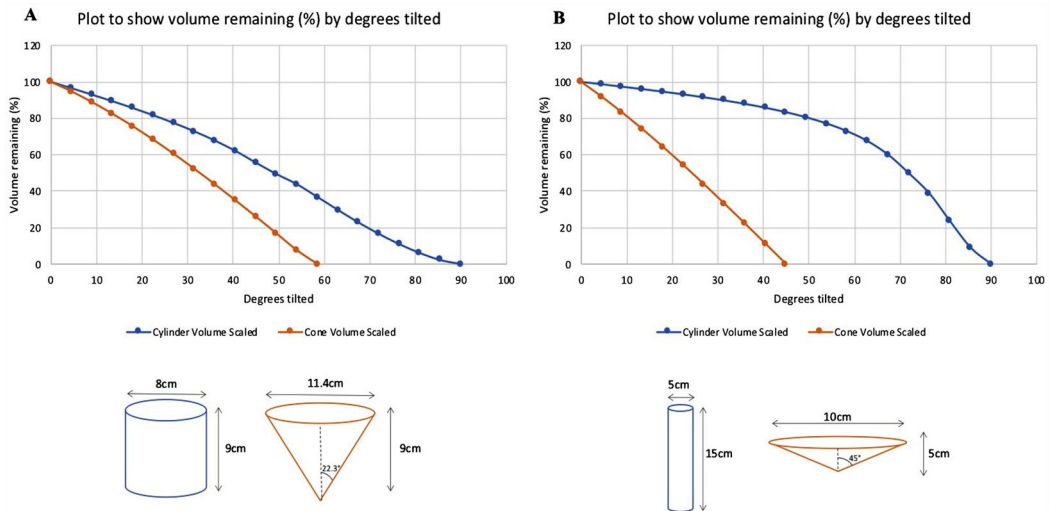 A
Plot to show volume remaining (%) by degrees tilted
Volume remaining (%)
120
100
80
60
40
20
0
0 10 20 30 40 50 60 70 80 90 100
Degrees tilted
Cylinder Volume Scaled Cone Volume Scaled
8cm
9cm
11.4cm
22.3°
9cm
B
Plot to show volume remaining (%) by degrees tilted
Volume remaining (%)
120
100
80
60
40
20
0
0 10 20 30 40 50 60 70 80 90 100
Degrees tilted
Cylinder Volume Scaled Cone Volume Scaled
5cm
15cm
10cm
45°
5cm